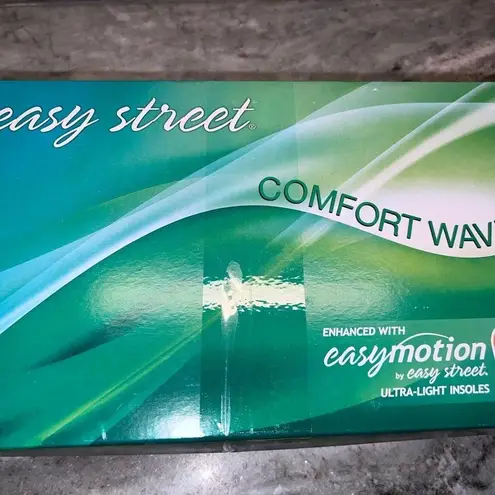 easy street®
COMFORT WAV
ENHANCED WITH
easymotion
by easy street®
ULTRA-LIGHT INSOLES